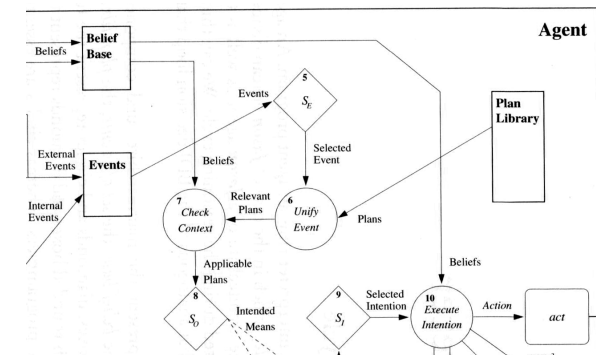 Agent
Belief
Base
Beliefs
5
S_E
Events
Plan
Library
Selected
Event
External
Events
Events
Beliefs
Internal
Events
7
Check
Context
Relevant
Plans
6
Unify
Event
Plans
Applicable
Plans
Beliefs
8
S_O
Intended
Means
9
S_I
Selected
Intention
10
Execute
Intention
Action
act